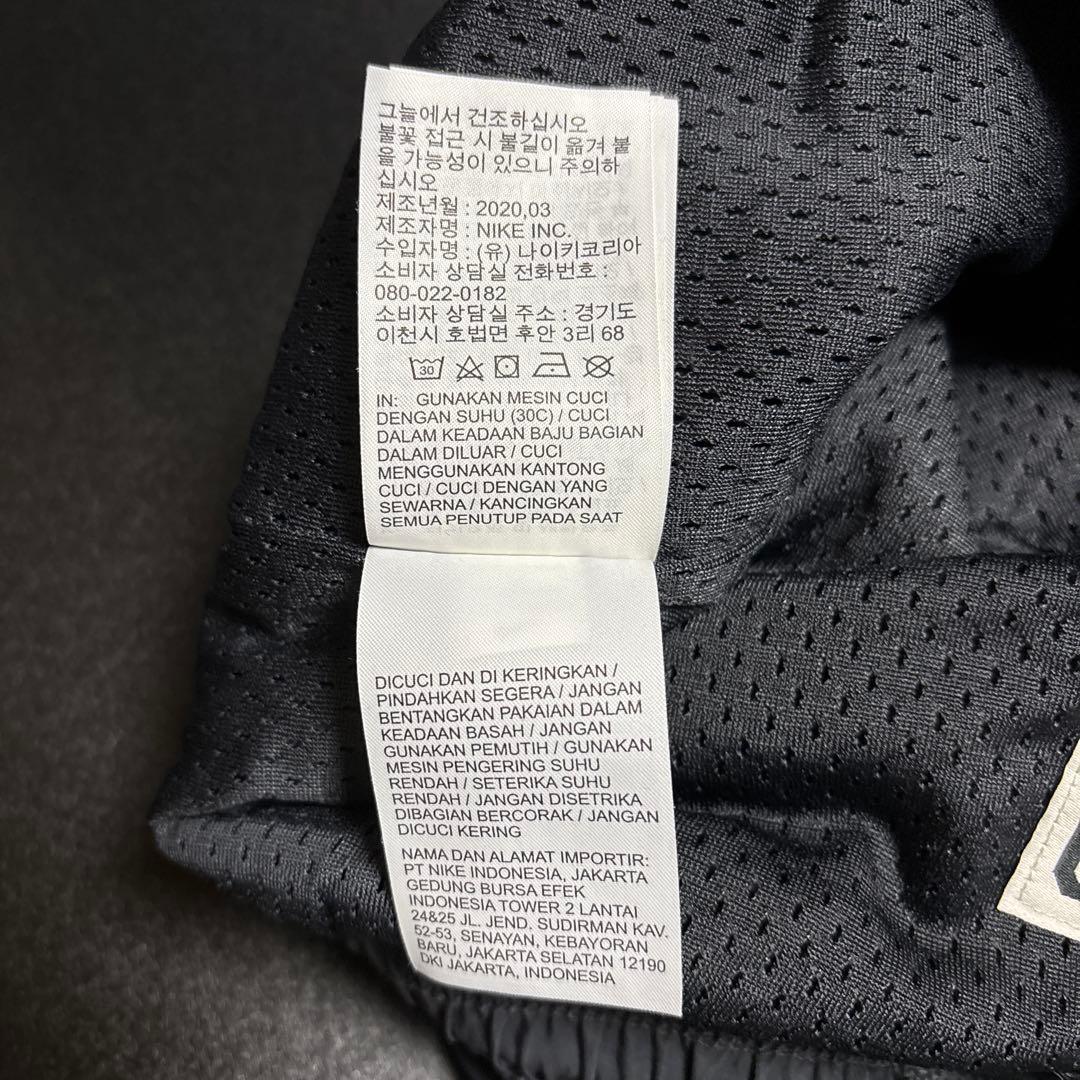 그늘에서 건조하십시오
불꽃 접근 시 불길이 옮겨 붙
을 가능성이 있으니 주의하
십시오
제조년월 : 2020,03
제조자명 : NIKE INC.
수입자명 : (유) 나이키코리아
소비자 상담실 전화번호 :
080-022-0182
소비자 상담실 주소 : 경기도
이천시 호법면 후안 3리 68
30
IN: GUNAKAN MESIN CUCI
DENGAN SUHU (30C) / CUCI
DALAM KEADAAN BAJU BAGIAN
DALAM DILUAR / CUCI
MENGGUNAKAN KANTONG
CUCI / CUCI DENGAN YANG
SEWARNA / KANCINGKAN
SEMUA PENUTUP PADA SAAT
DICUCI DAN DI KERINGKAN /
PINDAHKAN SEGERA / JANGAN
BENTANGKAN PAKAIAN DALAM
KEADAAN BASAH / JANGAN
GUNAKAN PEMUTIH / GUNAKAN
MESIN PENGERING SUHU
RENDAH / SETERIKA SUHU
RENDAH / JANGAN DISETRIKA
DIBAGIAN BERCORAK / JANGAN
DICUCI KERING
NAMA DAN ALAMAT IMPORTIR:
PT NIKE INDONESIA, JAKARTA
GEDUNG BURSA EFEK
INDONESIA TOWER 2 LANTAI
24&25 JL. JEND. SUDIRMAN KAV.
52-53, SENAYAN, KEBAYORAN
BARU, JAKARTA SELATAN 12190
DKI JAKARTA, INDONESIA